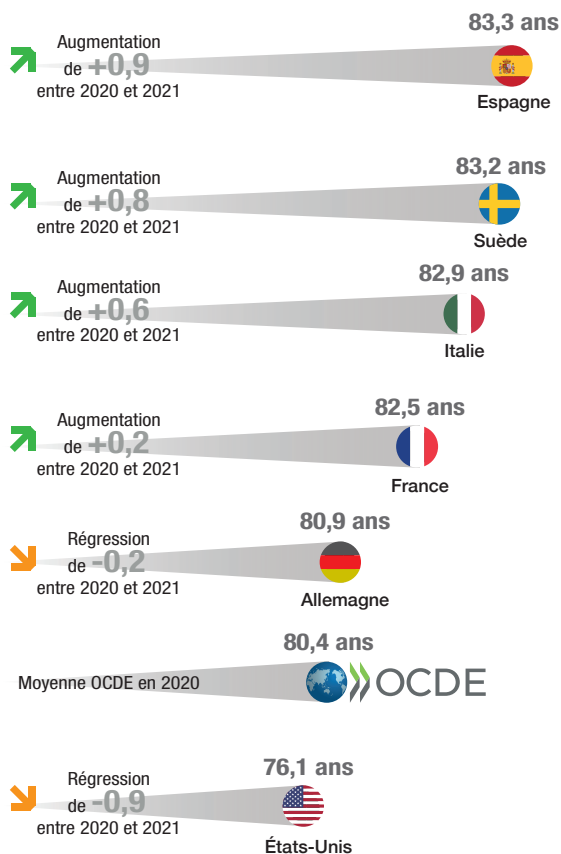 83,3 ans
Augmentation
de +0,9
entre 2020 et 2021
Espagne
83,2 ans
Augmentation
de +0,8
entre 2020 et 2021
Suède
82,9 ans
Augmentation
de +0,6
entre 2020 et 2021
Italie
82,5 ans
Augmentation
de +0,2
entre 2020 et 2021
France
80,9 ans
Régression
de -0,2
entre 2020 et 2021
Allemagne
80,4 ans
Moyenne OCDE en 2020
OCDE
76,1 ans
Régression
de -0,9
entre 2020 et 2021
États-Unis